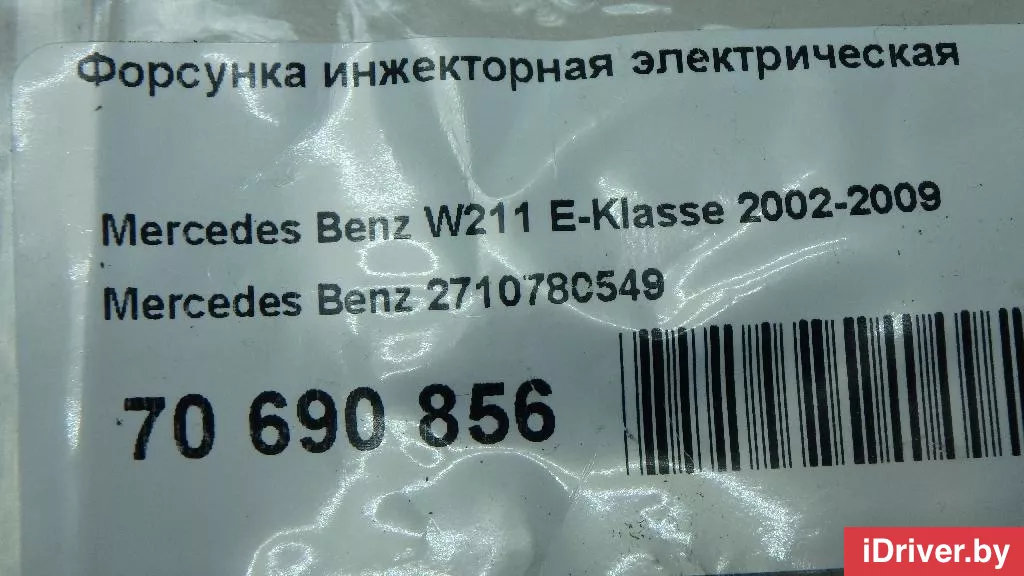 Форсунка инжекторная электрическая
Mercedes Benz W211 E-Klasse 2002-2009
Mercedes Benz 2710780549
70 690 856
iDriver.by